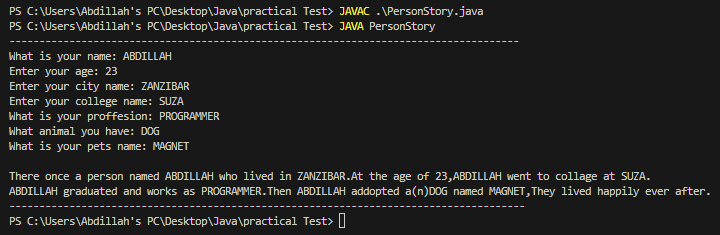 PS C:\Users\Abdillah's PC\Desktop\Java\practical Test> JAVAC .\PersonStory.java
PS C:\Users\Abdillah's PC\Desktop\Java\practical Test> JAVA PersonStory
-------------------------------------------------------------------------------------
What is your name: ABDILLAH
Enter your age: 23
Enter your city name: ZANZIBAR
Enter your college name: SUZA
What is your proffesion: PROGRAMMER
What animal you have: DOG
What is your pets name: MAGNET

There once a person named ABDILLAH who lived in ZANZIBAR.At the age of 23,ABDILLAH went to collage at SUZA.
ABDILLAH graduated and works as PROGRAMMER.Then ABDILLAH addopted a(n)DOG named MAGNET,They lived happily ever after.
--------------------------------------------------------------------------------------
PS C:\Users\Abdillah's PC\Desktop\Java\practical Test>